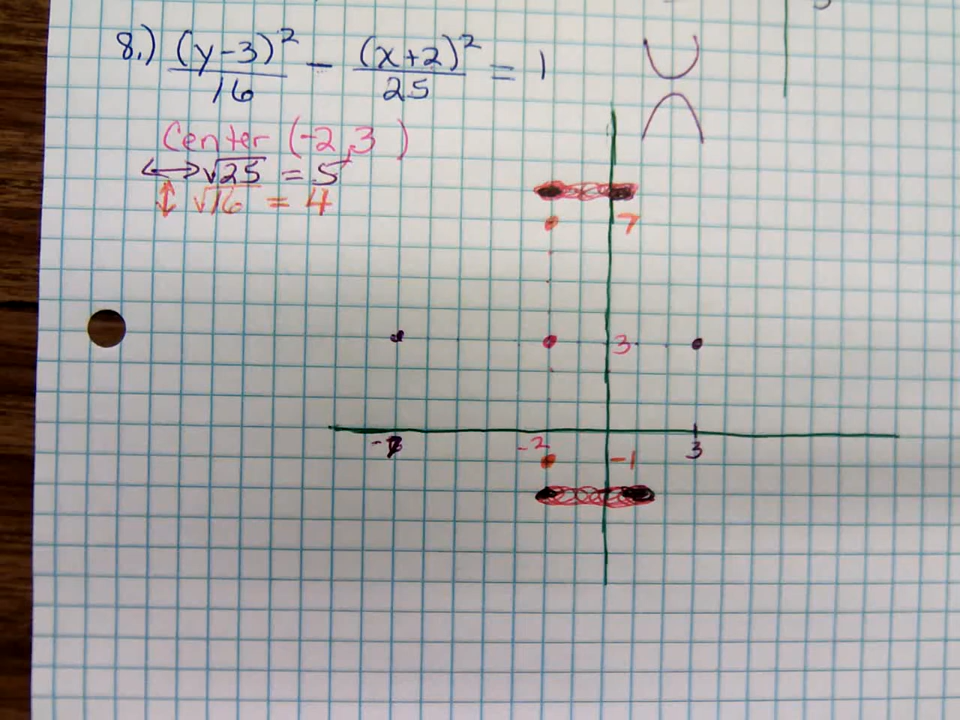 8.) (y-3)²/16 - (x+2)²/25 = 1
Center (-2,3)
↔ √25 = 5
↕ √16 = 4
7
3
-2 -1 3